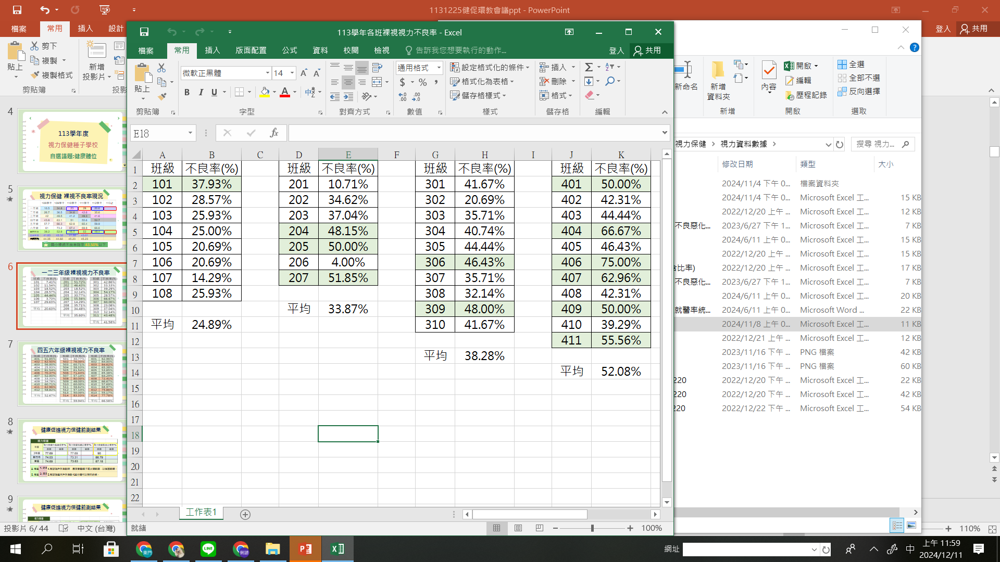 1131225健促環教會議ppt - PowerPoint
檔案 常用 插入 設計
登入 共用
貼上 剪下 複製 複製格式
剪貼簿
新增投影片
113學年各班裸視視力不良率 - Excel
檔案 常用 插入 版面配置 公式 資料 校閱 檢視 告訴我您想要執行的動作...
登入 共用
貼上
剪貼簿
微軟正黑體 14
B I U
字型
對齊方式
通用格式
$ % ,
數值
設定格式化的條件
格式化為表格
儲存格樣式
樣式
插入
刪除
格式
儲存格
編輯
E18
fx
A B C D E F G H I J K
1 班級 不良率(%) 班級 不良率(%) 班級 不良率(%) 班級 不良率(%)
2 101 37.93% 201 10.71% 301 41.67% 401 50.00%
3 102 28.57% 202 34.62% 302 20.69% 402 42.31%
4 103 25.93% 203 37.04% 303 35.71% 403 44.44%
5 104 25.00% 204 48.15% 304 40.74% 404 66.67%
6 105 20.69% 205 50.00% 305 44.44% 405 46.43%
7 106 20.69% 206 4.00% 306 46.43% 406 75.00%
8 107 14.29% 207 51.85% 307 35.71% 407 62.96%
9 108 25.93% 308 32.14% 408 42.31%
10 平均 33.87% 309 48.00% 409 50.00%
11 平均 24.89% 310 41.67% 410 39.29%
12 411 55.56%
13 平均 38.28%
14 平均 52.08%
15
16
17
18
19
20
21
22
工作表1
就緒
100%
4
113學年度
視力保健種子學校
自選議題:健康體位
5
視力保健 裸視不良率現況
6
一二三年級裸視視力不良率
7
四五六年級裸視視力不良率
8
健康促進視力保健前測結果
9
健康促進視力保健前測結果
投影片 6/ 44 中文 (台灣)
新命名
新增資料夾
新增
內容
開啟
編輯
歷程記錄
開啟
全選
全部不選
反向選擇
選取
視力保健 視力資料數據
搜尋 視力...
修改日期 類型 大小
2024/11/4 下午 0... 檔案資料夾
2024/11/4 下午 0... Microsoft Excel 工... 15 KB
2022/12/20 上午 ... Microsoft Excel 工... 12 KB
不良惡化... 2023/6/27 下午 1... Microsoft Excel 工... 7 KB
2024/6/11 上午 0... Microsoft Excel 工... 15 KB
2022/12/20 上午 ... Microsoft Excel 工... 15 KB
含比率) 2022/12/20 上午 ... Microsoft Excel 工... 17 KB
不良惡化... 2023/6/27 下午 1... Microsoft Excel 工... 7 KB
2024/6/11 上午 0... Microsoft Excel 工... 20 KB
就醫率統... 2024/6/11 上午 0... Microsoft Word ... 22 KB
2024/11/8 上午 0... Microsoft Excel 工... 11 KB
2022/12/21 上午 ... Microsoft Excel 工... 12 KB
2023/11/16 下午 ... PNG 檔案 42 KB
2023/11/16 下午 ... PNG 檔案 60 KB
220 2022/12/20 下午 ... Microsoft Excel 工... 22 KB
220 2022/12/20 下午 ... Microsoft Excel 工... 42 KB
220 2022/12/22 下午 ... Microsoft Excel 工... 54 KB
110%
網址
中
上午 11:59
2024/12/11